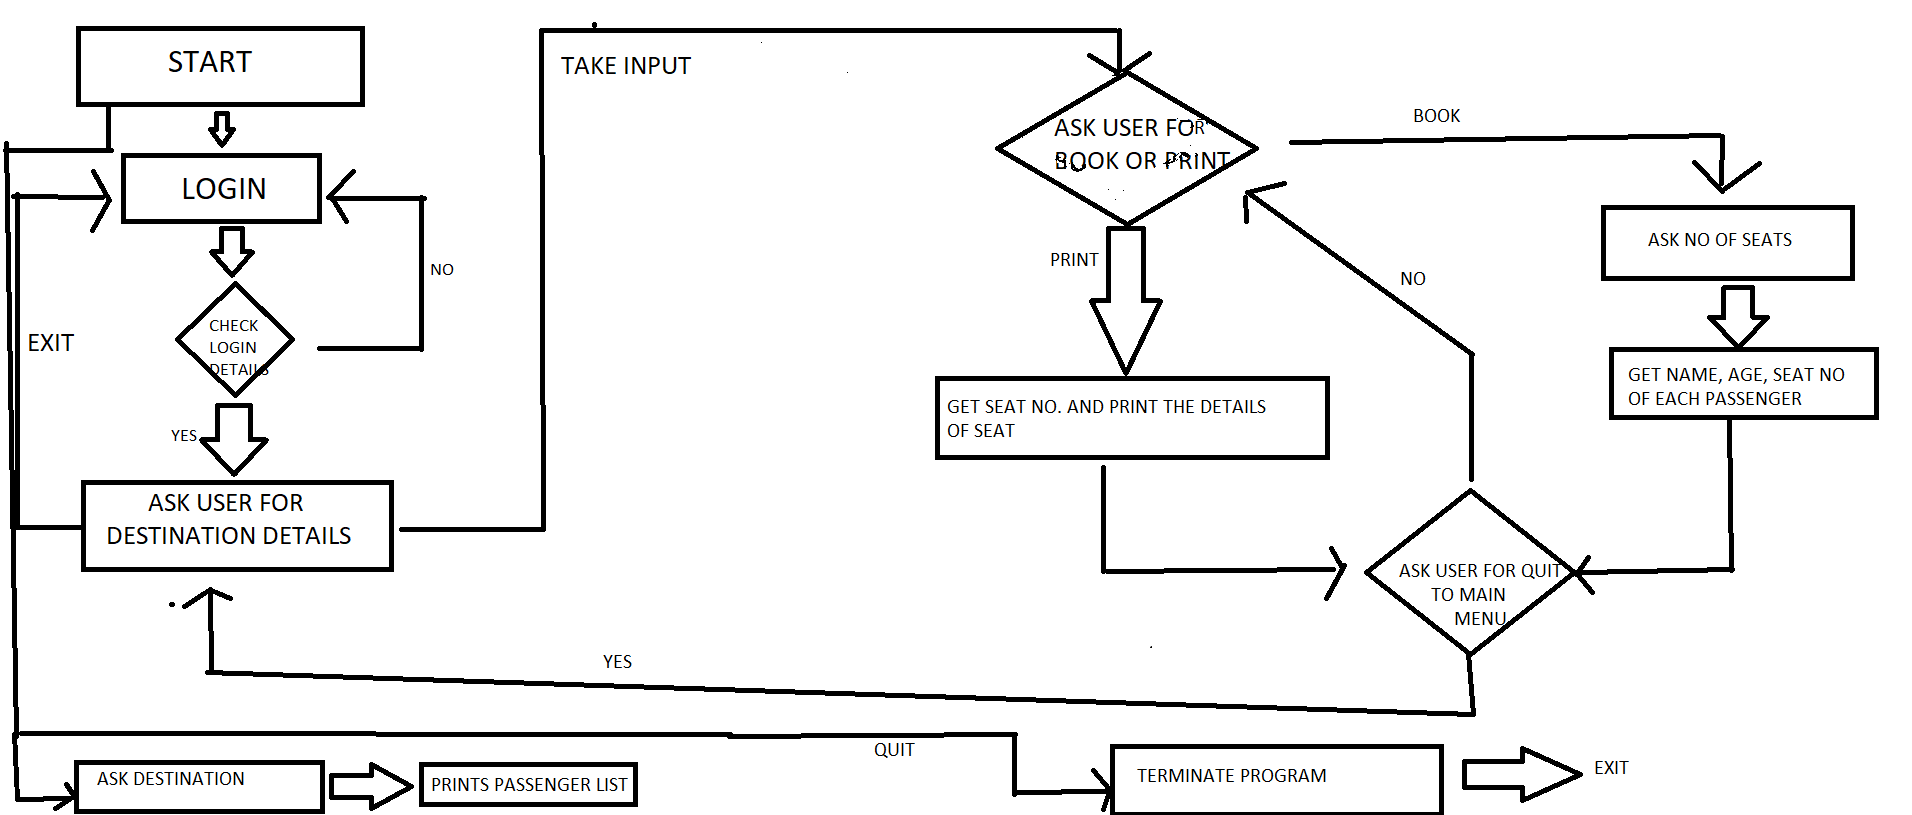 START
TAKE INPUT
LOGIN
NO
CHECK
LOGIN
DETAILS
EXIT
YES
ASK USER FOR
DESTINATION DETAILS
ASK USER FOR
BOOK OR PRINT
BOOK
PRINT
NO
ASK NO OF SEATS
GET NAME, AGE, SEAT NO
OF EACH PASSENGER
GET SEAT NO. AND PRINT THE DETAILS
OF SEAT
ASK USER FOR QUIT
TO MAIN
MENU
YES
QUIT
ASK DESTINATION
PRINTS PASSENGER LIST
TERMINATE PROGRAM
EXIT